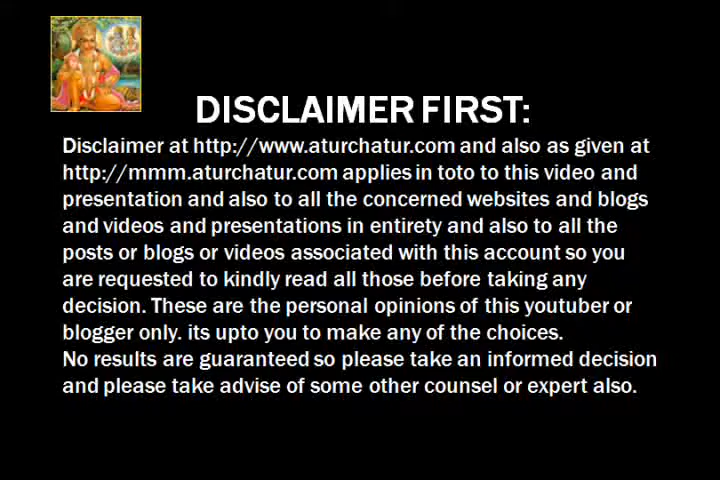 DISCLAIMER FIRST:
Disclaimer at http://www.aturchatur.com and also as given at
http://mmm.aturchatur.com applies in toto to this video and
presentation and also to all the concerned websites and blogs
and videos and presentations in entirety and also to all the
posts or blogs or videos associated with this account so you
are requested to kindly read all those before taking any
decision. These are the personal opinions of this youtuber or
blogger only. its upto you to make any of the choices.
No results are guaranteed so please take an informed decision
and please take advise of some other counsel or expert also.